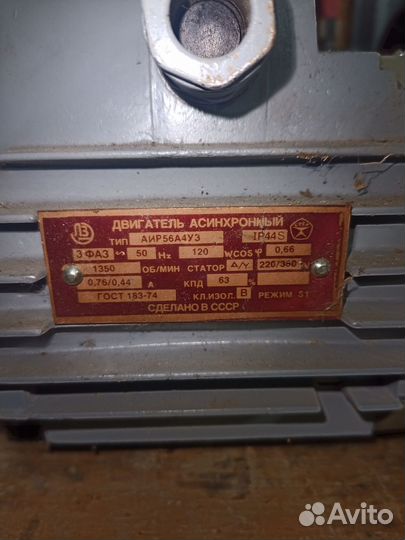 ДВИГАТЕЛЬ АСИНХРОННЫЙ
ТИП АИР56А4У3 IP44S
3 ФАЗ ~ 50 Hz 120 W COS φ 0,66
1350 ОБ/МИН СТАТОР Δ/Y 220/380 В
0,76/0,44 А КПД 63 %
ГОСТ 183-74 КЛ.ИЗОЛ. В РЕЖИМ S1
СДЕЛАНО В СССР
Avito